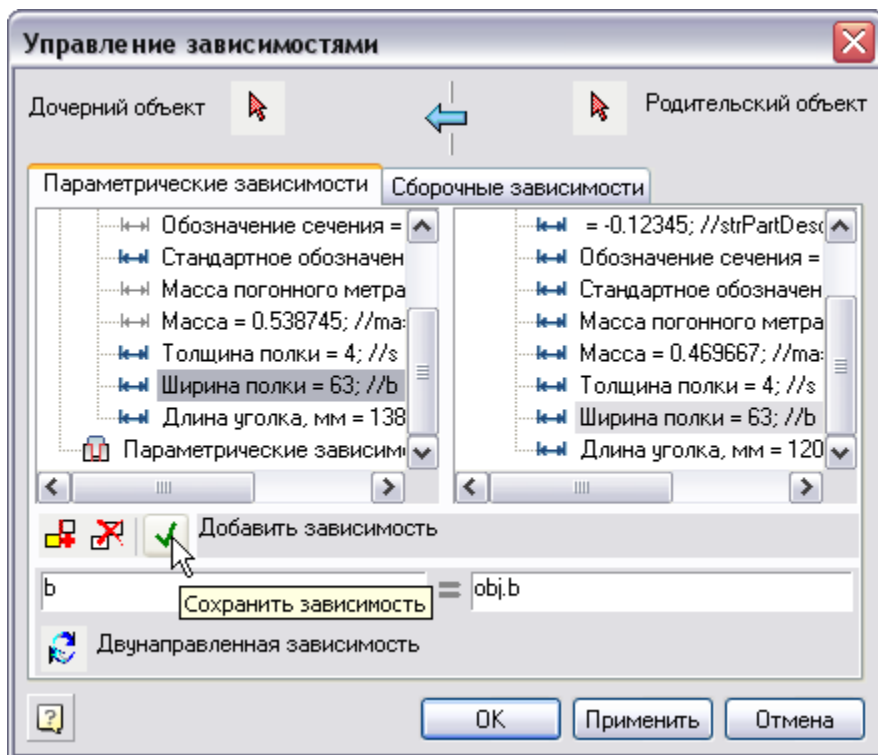 Управление зависимостями
Дочерний объект
Родительский объект
Параметрические зависимости
Сборочные зависимости
Обозначение сечения =
Стандартное обозначен
Масса погонного метра
Масса = 0.538745; //ma
Толщина полки = 4; //s
Ширина полки = 63; //b
Длина уголка, мм = 138
Параметрические зависим
= -0.12345; //strPartDesc
Обозначение сечения =
Стандартное обозначен
Масса погонного метра
Масса = 0.469667; //ma
Толщина полки = 4; //s
Ширина полки = 63; //b
Длина уголка, мм = 120
Добавить зависимость
b = obj.b
Сохранить зависимость
Двунаправленная зависимость
OK
Применить
Отмена